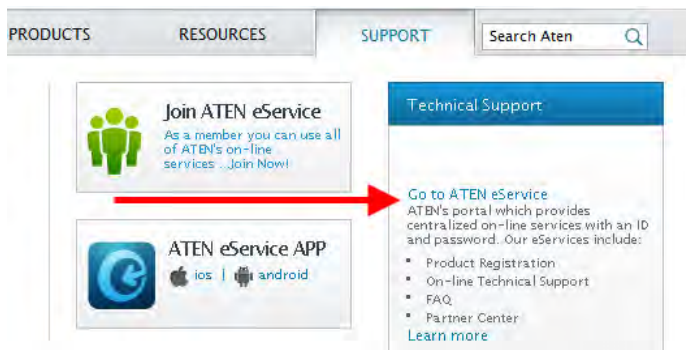 PRODUCTS
RESOURCES
SUPPORT
Search Aten
Join ATEN eService
As a member you can use all
of ATEN's on-line
services ...Join Now!
ATEN eService APP
ios | android
Technical Support
Go to ATEN eService
ATEN's portal which provides
centralized on-line services with an ID
and password. Our eServices include:
• Product Registration
• On-line Technical Support
• FAQ
• Partner Center
Learn more